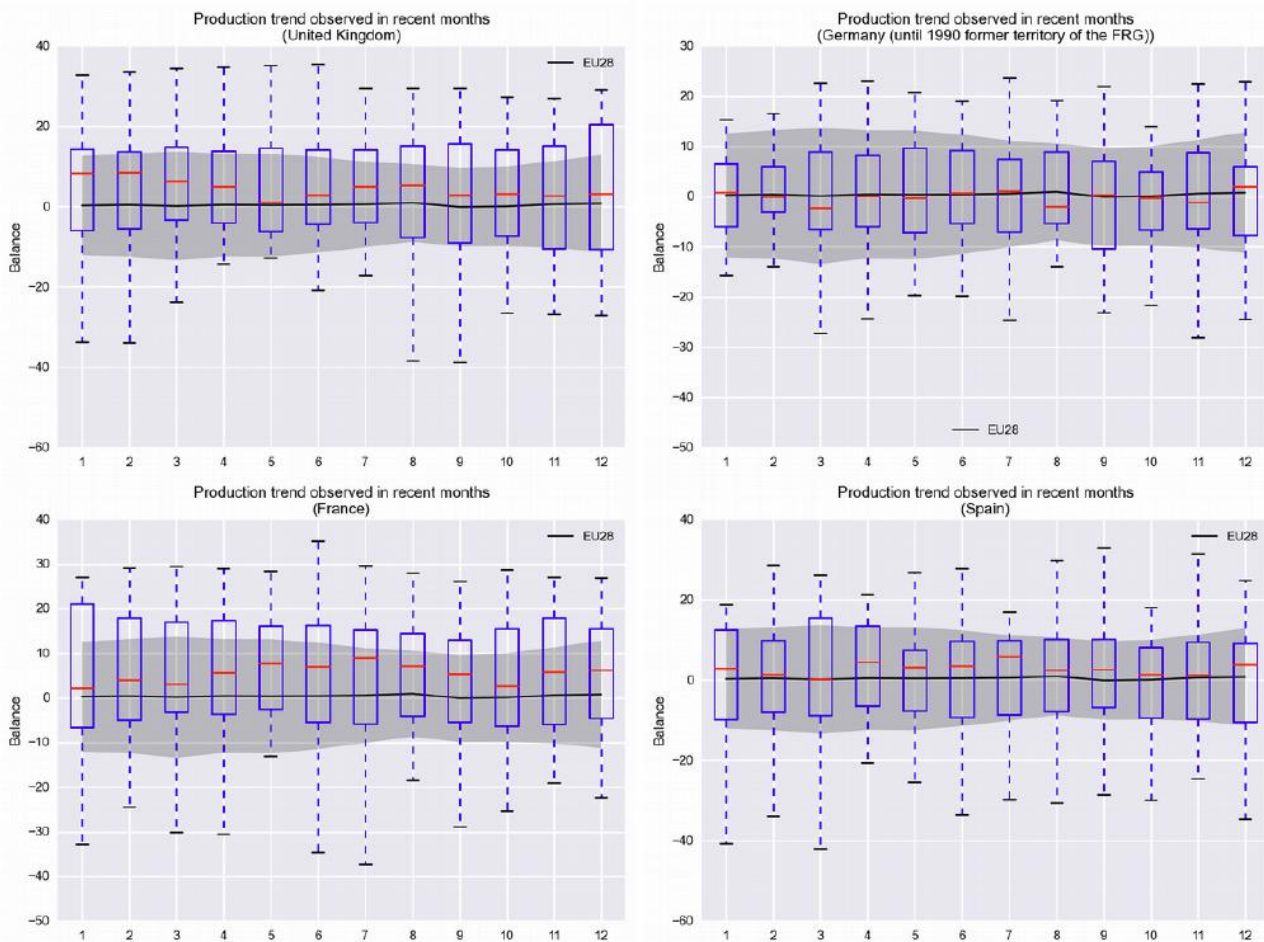 Production trend observed in recent months
(United Kingdom)
40
20
0
−20
−40
−60
Balance
EU28
1 2 3 4 5 6 7 8 9 10 11 12
Production trend observed in recent months
(Germany (until 1990 former territory of the FRG))
30
20
10
0
−10
−20
−30
−40
−50
Balance
EU28
1 2 3 4 5 6 7 8 9 10 11 12
Production trend observed in recent months
(France)
40
30
20
10
0
−10
−20
−30
−40
−50
Balance
EU28
1 2 3 4 5 6 7 8 9 10 11 12
Production trend observed in recent months
(Spain)
40
20
0
−20
−40
−60
Balance
EU28
1 2 3 4 5 6 7 8 9 10 11 12